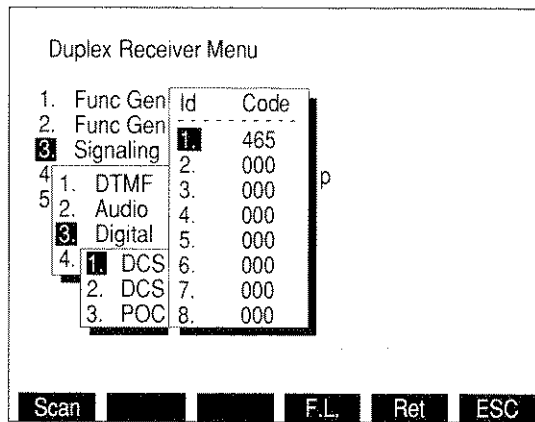 Duplex Receiver Menu
1. Func Gen
2. Func Gen
3. Signaling
4
5
p
1. DTMF
2. Audio
3. Digital
4.
1. DCS
2. DCS
3. POC
Id Code
1. 465
2. 000
3. 000
4. 000
5. 000
6. 000
7. 000
8. 000
Scan F.L. Ret ESC